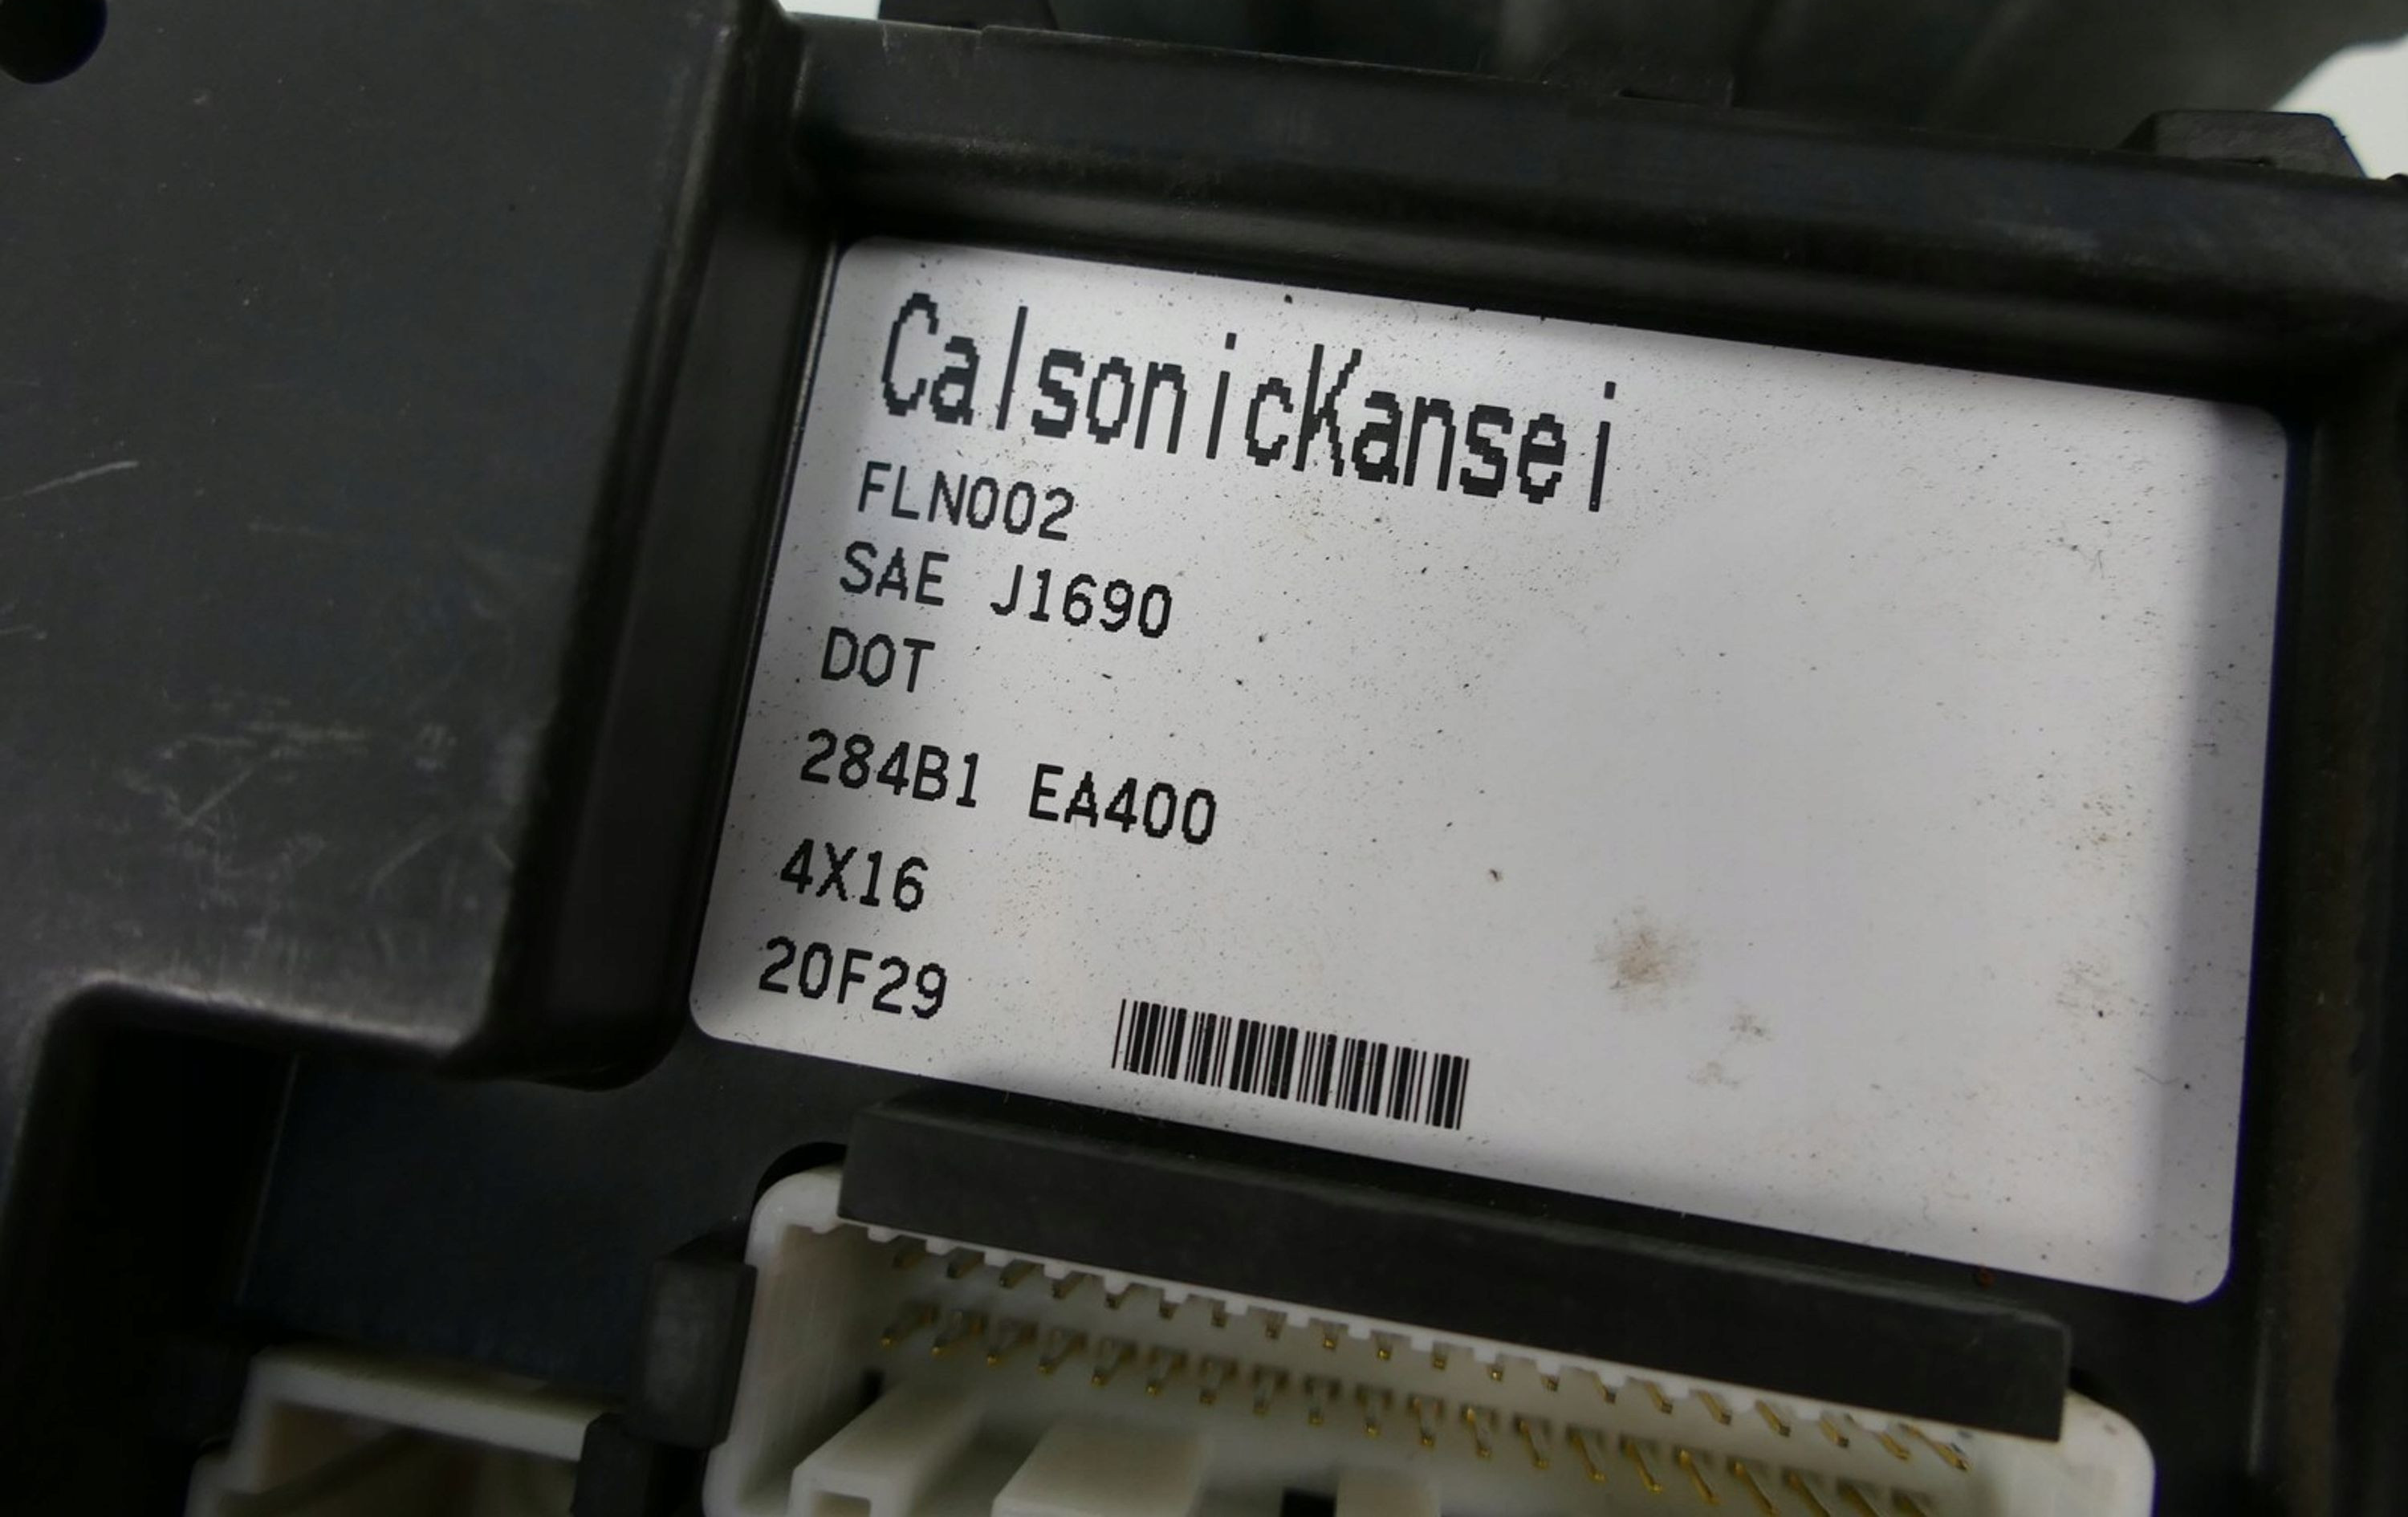 CalsonicKansei
FLN002
SAE J1690
DOT
284B1 EA400
4X16
20F29